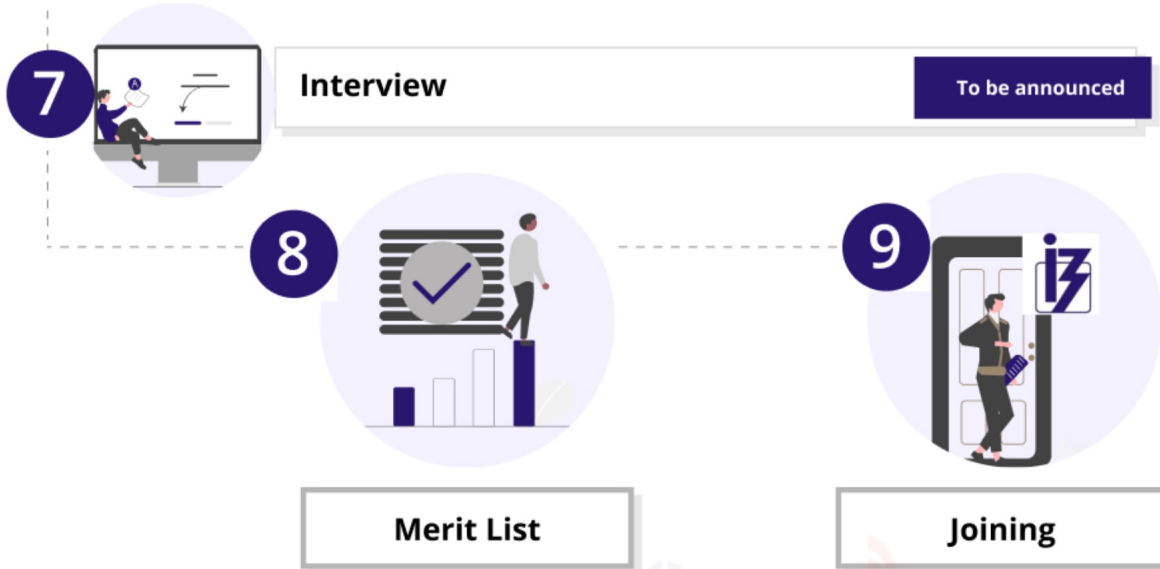 7
Interview
To be announced
A
8
9
Merit List
Joining